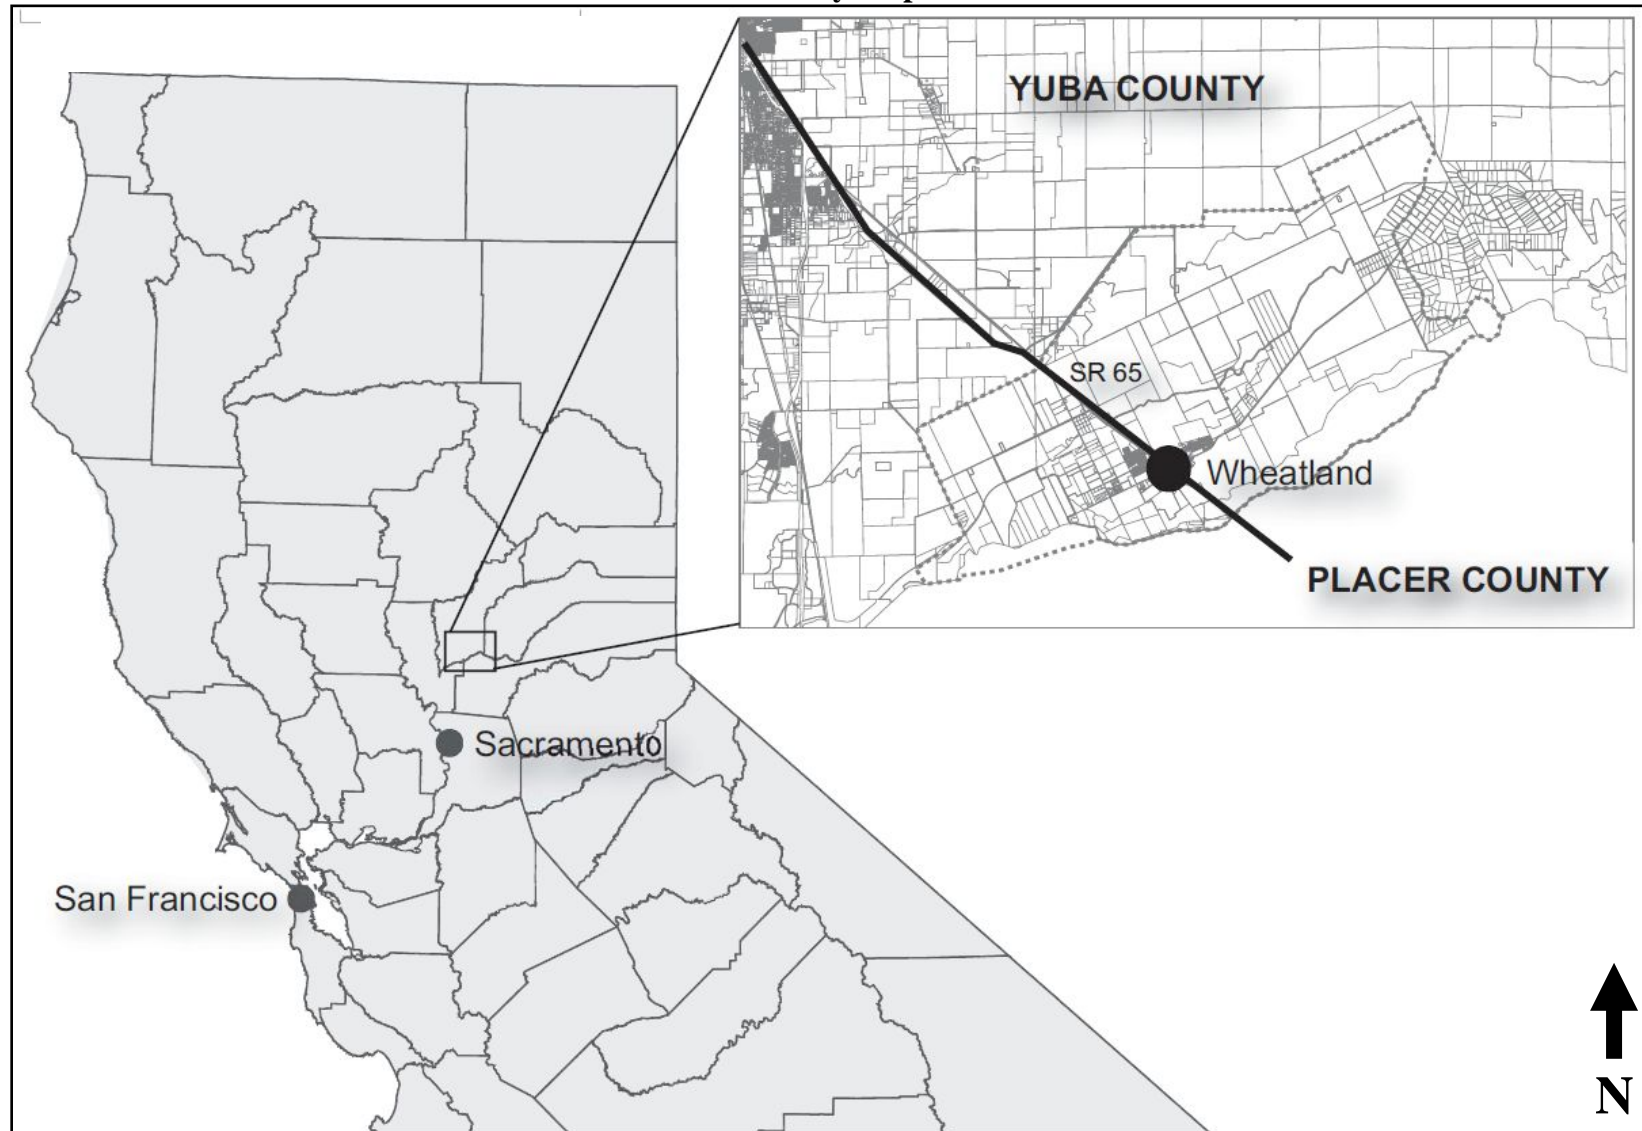 YUBA COUNTY
SR 65
Wheatland
PLACER COUNTY
Sacramento
San Francisco
N